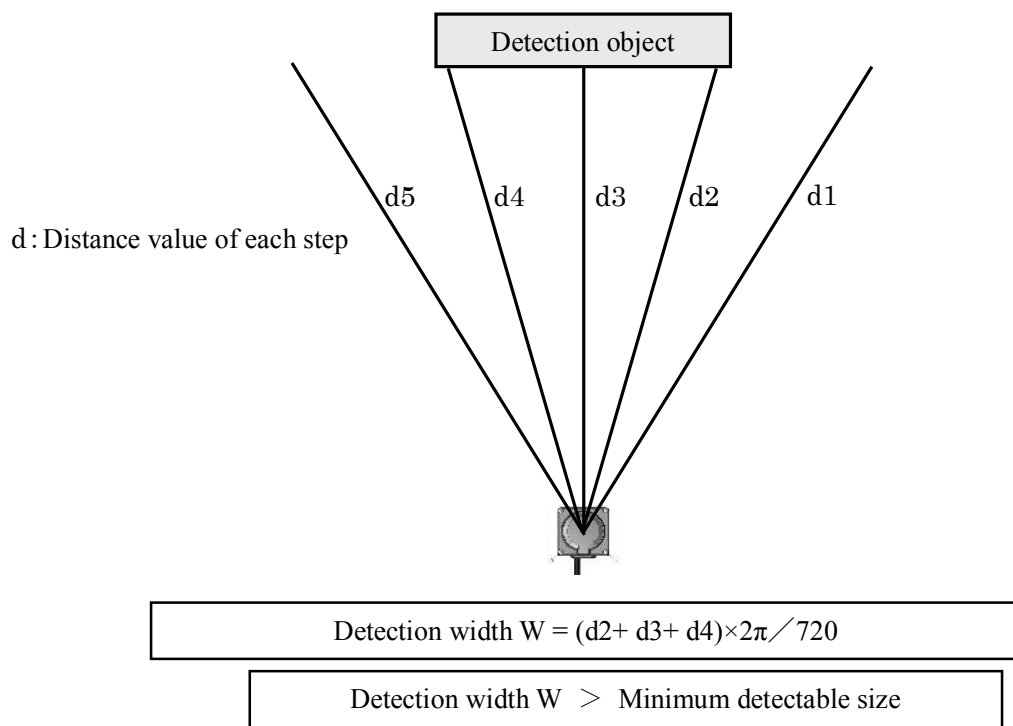 Detection object
d5
d4
d3
d2
d1
d:Distance value of each step
Detection width W = (d2+ d3+ d4)×2π／720
Detection width W ＞ Minimum detectable size